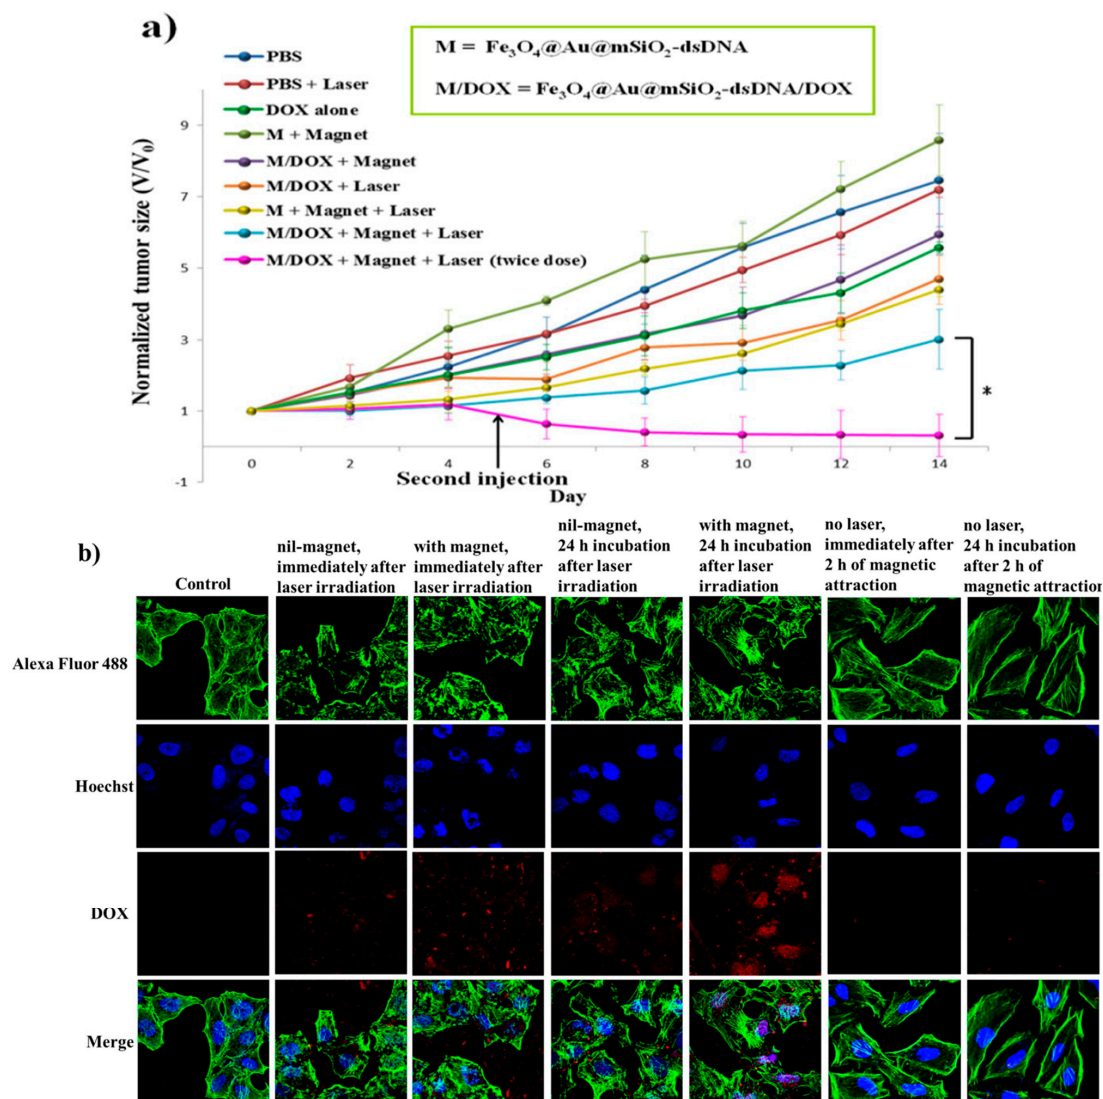 a)
M = Fe₃O₄@Au@mSiO₂-dsDNA
M/DOX = Fe₃O₄@Au@mSiO₂-dsDNA/DOX
PBS
PBS + Laser
DOX alone
M + Magnet
M/DOX + Magnet
M/DOX + Laser
M + Magnet + Laser
M/DOX + Magnet + Laser
M/DOX + Magnet + Laser (twice dose)
Normalized tumor size (V/V₀)
9
7
5
3
1
-1
*
0 2 4 6 8 10 12 14
Second injection
Day
b)
Control
nil-magnet,
immediately after
laser irradiation
with magnet,
immediately after
laser irradiation
nil-magnet,
24 h incubation
after laser
irradiation
with magnet,
24 h incubation
after laser
irradiation
no laser,
immediately after
2 h of magnetic
attraction
no laser,
24 h incubation
after 2 h of
magnetic attraction
Alexa Fluor 488
Hoechst
DOX
Merge